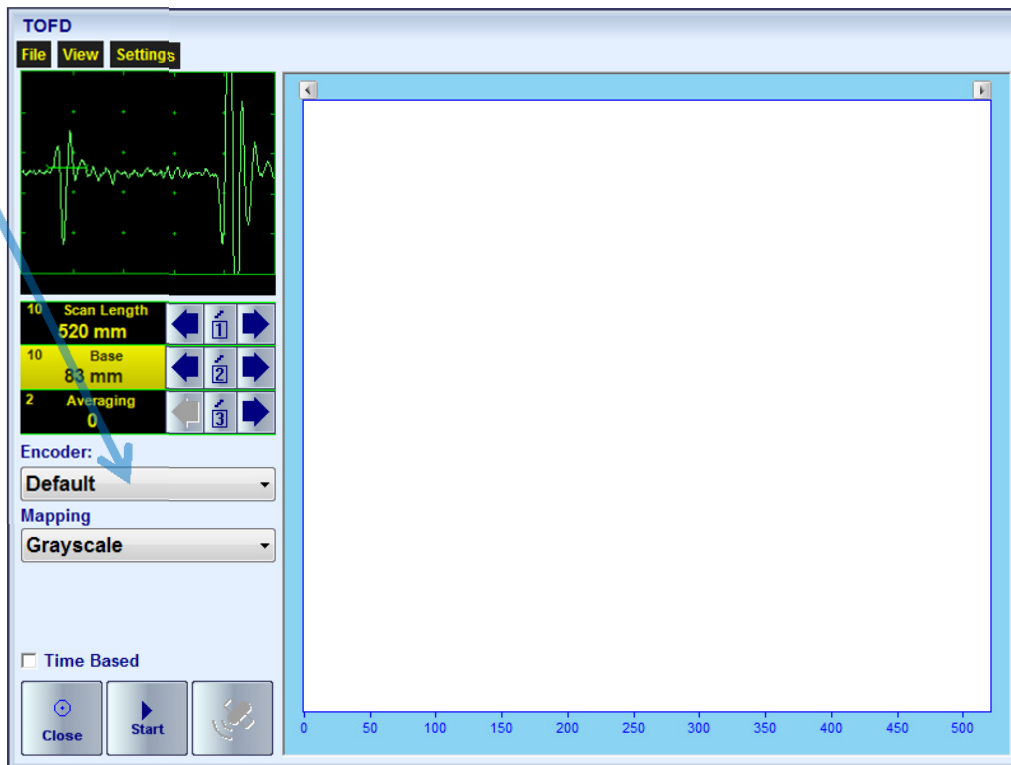 TOFD
File View Settings
10 Scan Length
520 mm
1
10 Base
83 mm
2
2 Averaging
0
3
Encoder:
Default
Mapping
Grayscale
Time Based
Close
Start
0 50 100 150 200 250 300 350 400 450 500